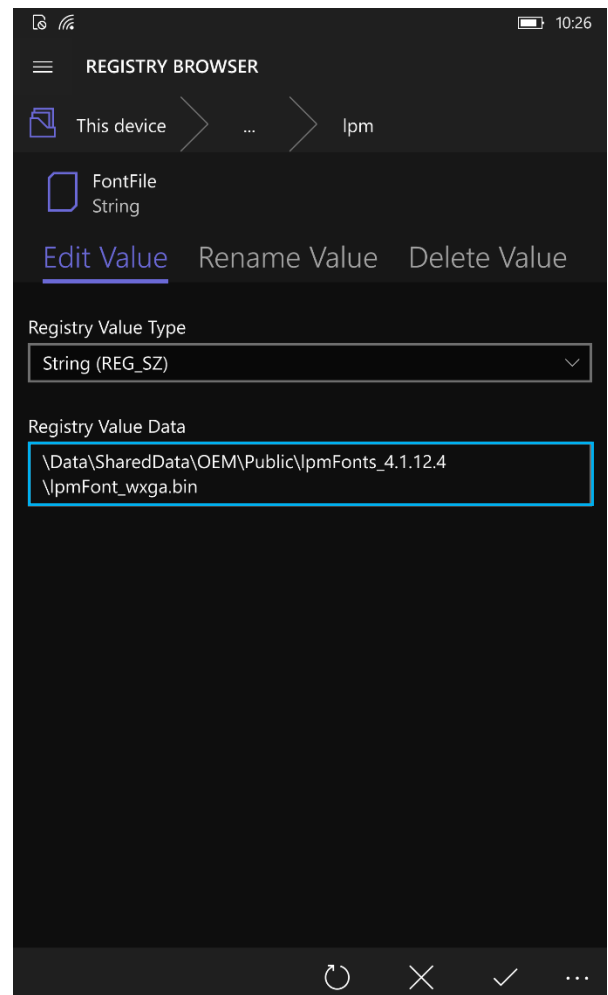 10:26
REGISTRY BROWSER
This device ... lpm
FontFile
String
Edit Value Rename Value Delete Value
Registry Value Type
String (REG_SZ)
Registry Value Data
\Data\SharedData\OEM\Public\lpmFonts_4.1.12.4
\lpmFont_wxga.bin